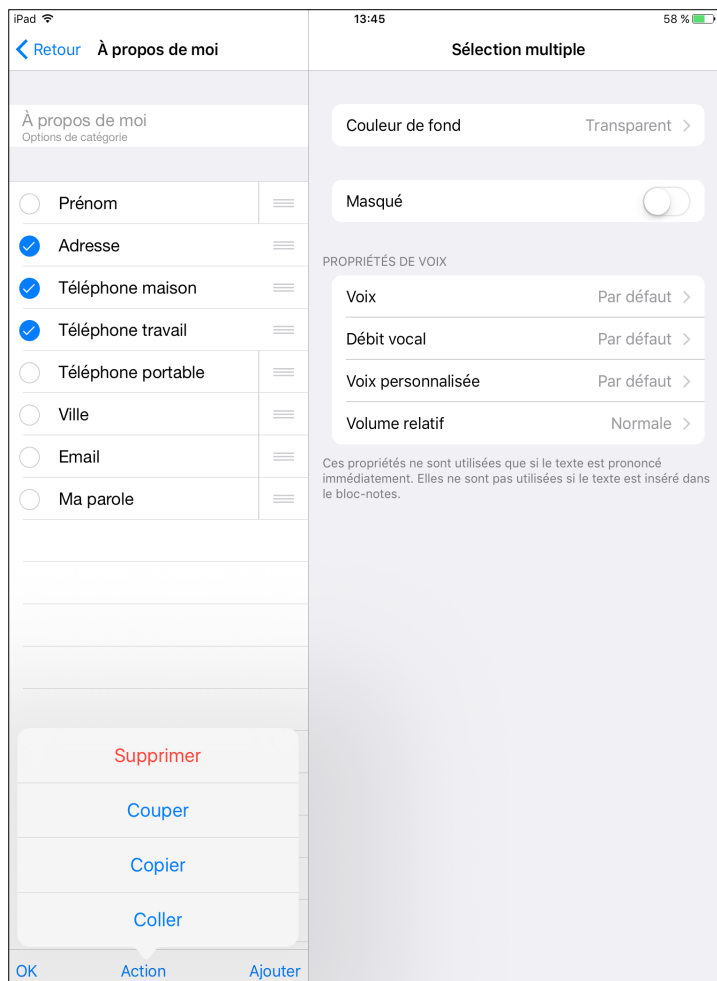 iPad 13:45 58 %
Retour À propos de moi
Sélection multiple
À propos de moi
Options de catégorie
Prénom
Adresse
Téléphone maison
Téléphone travail
Téléphone portable
Ville
Email
Ma parole
Supprimer
Couper
Copier
Coller
OK Action Ajouter
Couleur de fond Transparent
Masqué
PROPRIÉTÉS DE VOIX
Voix Par défaut
Débit vocal Par défaut
Voix personnalisée Par défaut
Volume relatif Normale
Ces propriétés ne sont utilisées que si le texte est prononcé
immédiatement. Elles ne sont pas utilisées si le texte est inséré dans
le bloc-notes.